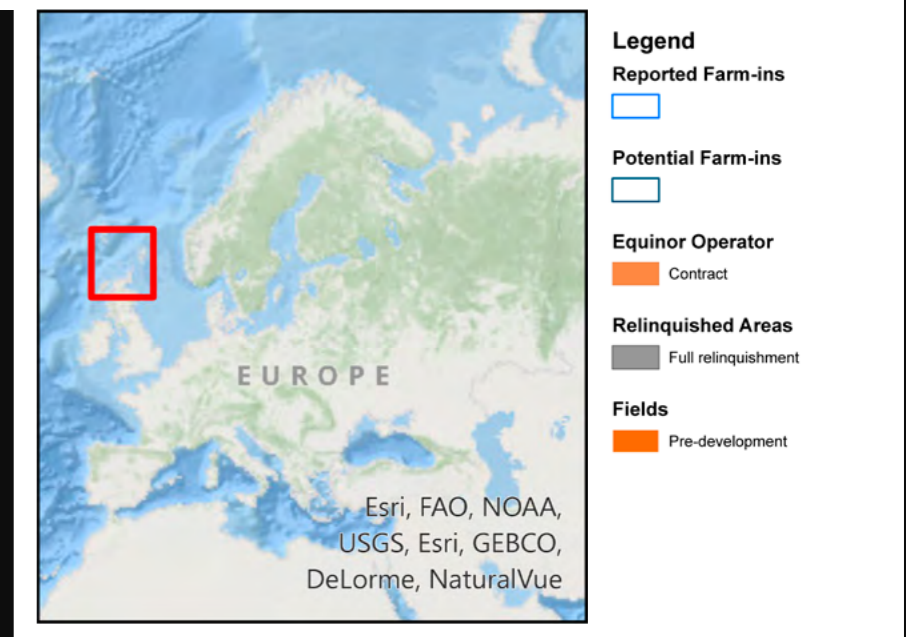 EUROPE
Esri, FAO, NOAA,
USGS, Esri, GEBCO,
DeLorme, NaturalVue
Legend
Reported Farm-ins
Potential Farm-ins
Equinor Operator
Contract
Relinquished Areas
Full relinquishment
Fields
Pre-development